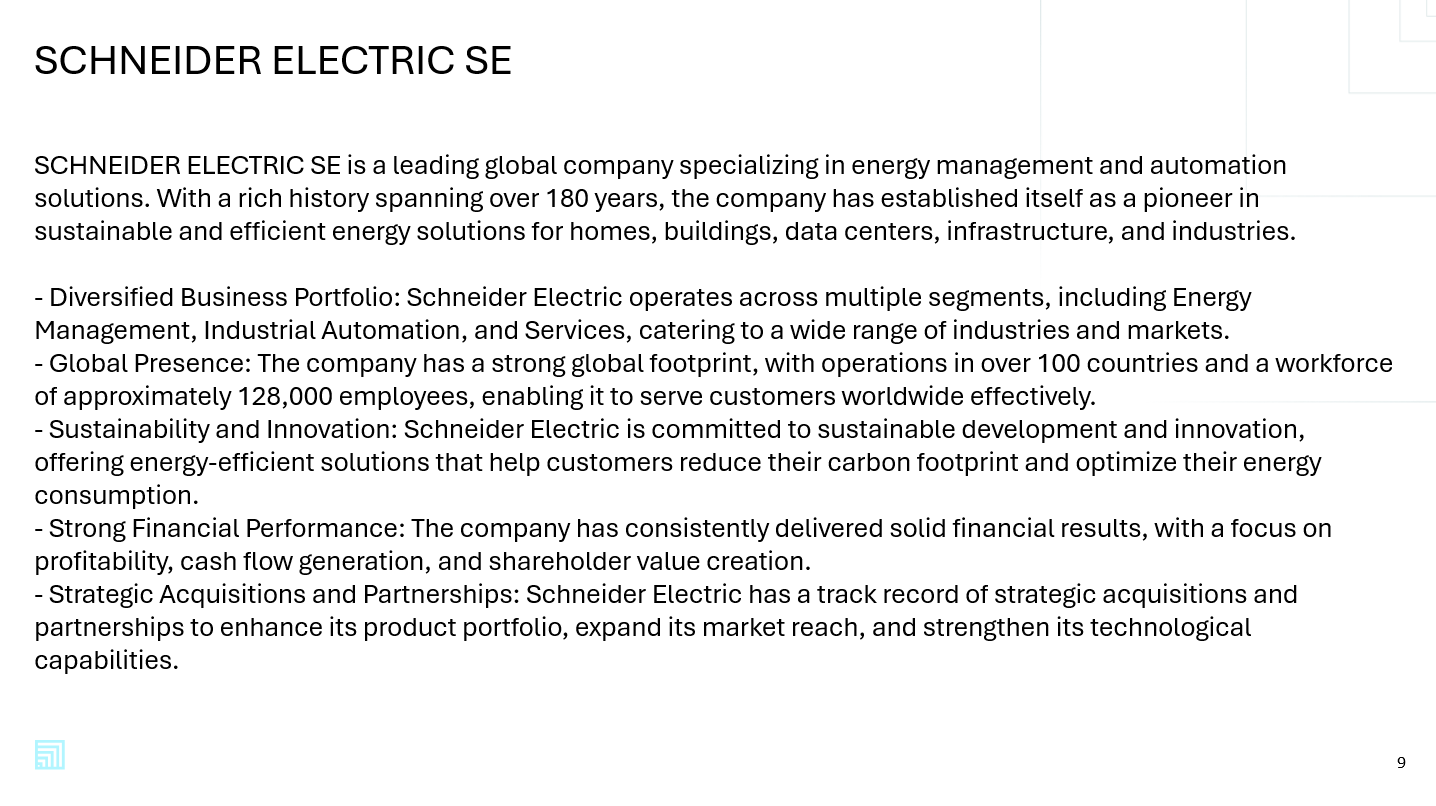 SCHNEIDER ELECTRIC SE
SCHNEIDER ELECTRIC SE is a leading global company specializing in energy management and automation
solutions. With a rich history spanning over 180 years, the company has established itself as a pioneer in
sustainable and efficient energy solutions for homes, buildings, data centers, infrastructure, and industries.
- Diversified Business Portfolio: Schneider Electric operates across multiple segments, including Energy
Management, Industrial Automation, and Services, catering to a wide range of industries and markets.
- Global Presence: The company has a strong global footprint, with operations in over 100 countries and a workforce
of approximately 128,000 employees, enabling it to serve customers worldwide effectively.
- Sustainability and Innovation: Schneider Electric is committed to sustainable development and innovation,
offering energy-efficient solutions that help customers reduce their carbon footprint and optimize their energy
consumption.
- Strong Financial Performance: The company has consistently delivered solid financial results, with a focus on
profitability, cash flow generation, and shareholder value creation.
- Strategic Acquisitions and Partnerships: Schneider Electric has a track record of strategic acquisitions and
partnerships to enhance its product portfolio, expand its market reach, and strengthen its technological
capabilities.
9